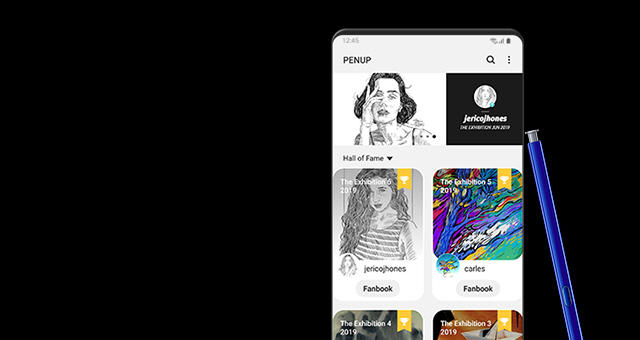 12:45
PENUP
jericojhones
THE EXHIBITION JUN 2019
Hall of Fame
The Exhibition 6
2019
The Exhibition 5
2019
jericojhones
carles
Fanbook
Fanbook
The Exhibition 4
2019
The Exhibition 3
2019